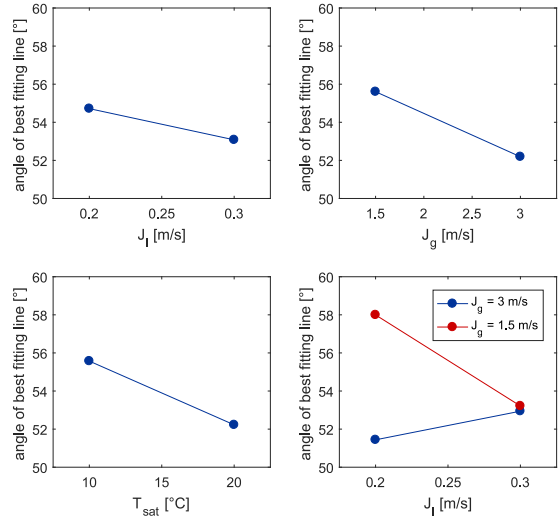 60
58
56
54
52
50
angle of best fitting line [°]
0.2 0.25 0.3
J_l [m/s]
60
58
56
54
52
50
angle of best fitting line [°]
1.5 2 2.5 3
J_g [m/s]
60
58
56
54
52
50
angle of best fitting line [°]
10 15 20
T_sat [°C]
60
58
56
54
52
50
angle of best fitting line [°]
J_g = 3 m/s
J_g = 1.5 m/s
0.2 0.25 0.3
J_l [m/s]